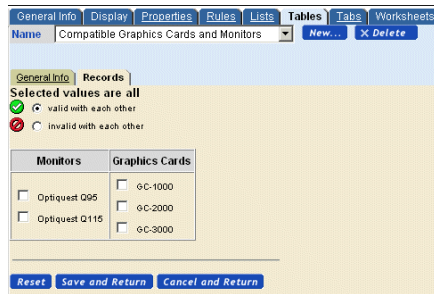 General Info Display Properties Rules Lists Tables Tabs Worksheets
Name Compatible Graphics Cards and Monitors New... X Delete
General Info Records
Selected values are all
valid with each other
invalid with each other
Monitors Graphics Cards
Optiquest Q95
Optiquest Q115
GC-1000
GC-2000
GC-3000
Reset Save and Return Cancel and Return